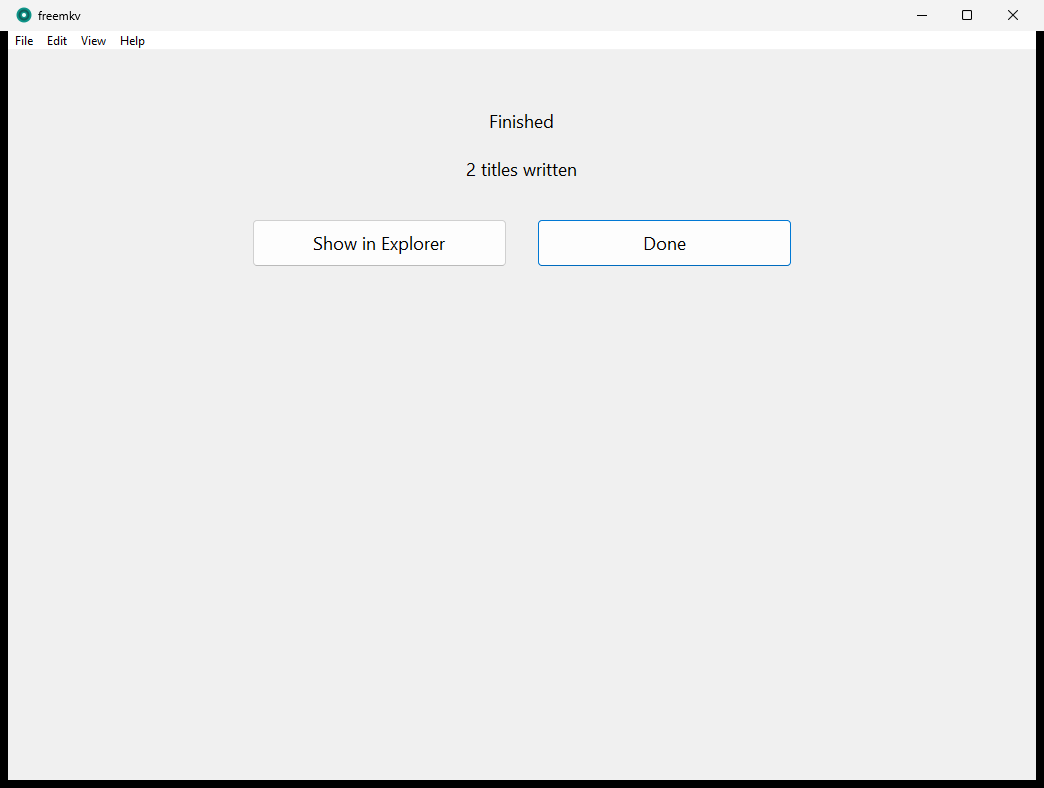 freemkv
File Edit View Help
Finished
2 titles written
Show in Explorer Done